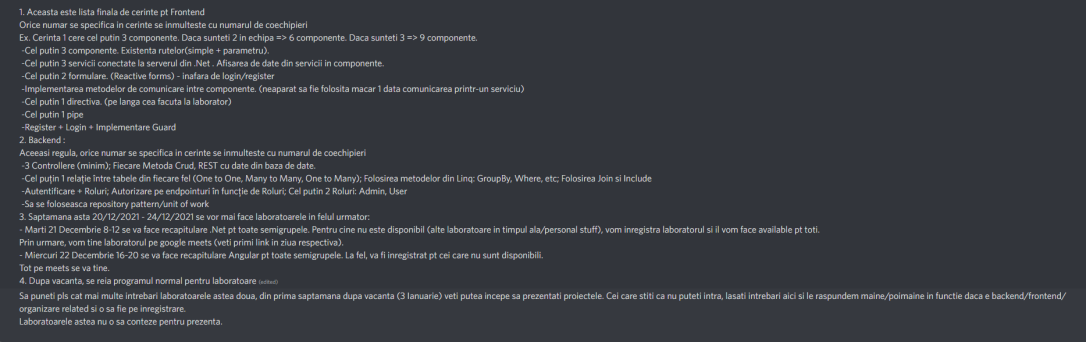 1. Aceasta este lista finala de cerinte pt Frontend
Orice numar se specifica in cerinte se inmulteste cu numarul de coechipieri
Ex. Cerinta 1 cere cel putin 3 componente. Daca sunteti 2 in echipa => 6 componente. Daca sunteti 3 => 9 componente.
-Cel putin 3 componente. Existenta rutelor(simple + parametru).
-Cel putin 3 servicii conectate la serverul din .Net . Afisarea de date din servicii in componente.
-Cel putin 2 formulare. (Reactive forms) - inafara de login/register
-Implementarea metodelor de comunicare intre componente. (neaparat sa fie folosita macar 1 data comunicarea printr-un serviciu)
-Cel putin 1 directiva. (pe langa cea facuta la laborator)
-Cel putin 1 pipe
-Register + Login + Implementare Guard
2. Backend :
Aceeasi regula, orice numar se specifica in cerinte se inmulteste cu numarul de coechipieri
-3 Controllere (minim); Fiecare Metoda Crud, REST cu date din baza de date.
-Cel puțin 1 relație între tabele din fiecare fel (One to One, Many to Many, One to Many); Folosirea metodelor din Linq: GroupBy, Where, etc; Folosirea Join si Include
-Autentificare + Roluri; Autorizare pe endpointuri în funcție de Roluri; Cel putin 2 Roluri: Admin, User
-Sa se foloseasca repository pattern/unit of work
3. Saptamana asta 20/12/2021 - 24/12/2021 se vor mai face laboratoarele in felul urmator:
- Marti 21 Decembrie 8-12 se va face recapitulare .Net pt toate semigrupele. Pentru cine nu este disponibil (alte laboratoare in timpul ala/personal stuff), vom inregistra laboratorul si il vom face available pt toti.
Prin urmare, vom tine laboratorul pe google meets (veti primi link in ziua respectiva).
- Miercuri 22 Decembrie 16-20 se va face recapitulare Angular pt toate semigrupele. La fel, va fi inregistrat pt cei care nu sunt disponibili.
Tot pe meets se va tine.
4. Dupa vacanta, se reia programul normal pentru laboratoare (edited)
Sa puneti pls cat mai multe intrebari laboratoarele astea doua, din prima saptamana dupa vacanta (3 Ianuarie) veti putea incepe sa prezentati proiectele. Cei care stiti ca nu puteti intra, lasati intrebari aici si le raspundem maine/poimaine in functie daca e backend/frontend/
organizare related si o sa fie pe inregistrare.
Laboratoarele astea nu o sa conteze pentru prezenta.